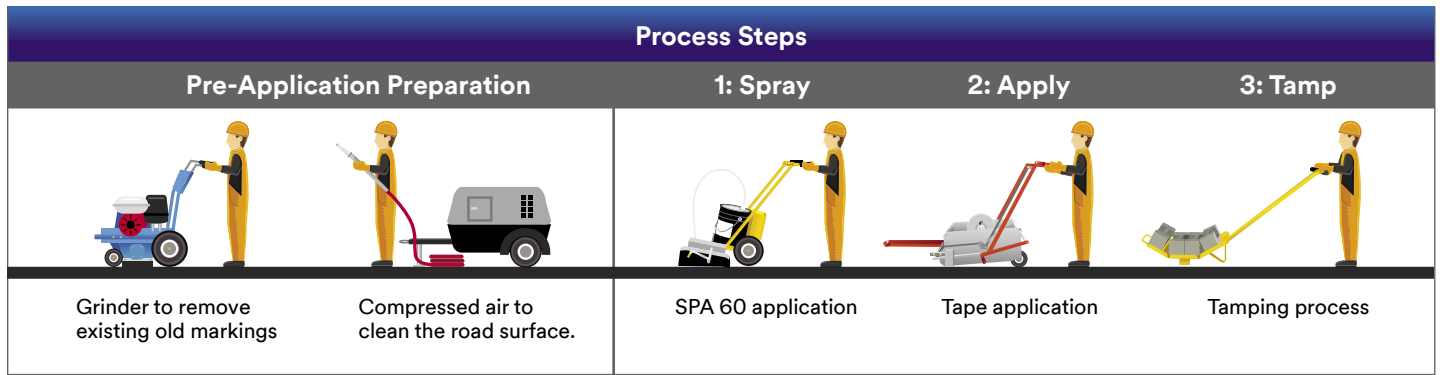 Process Steps
Pre-Application Preparation
1: Spray
2: Apply
3: Tamp
Grinder to remove
existing old markings
Compressed air to
clean the road surface.
SPA 60 application
Tape application
Tamping process